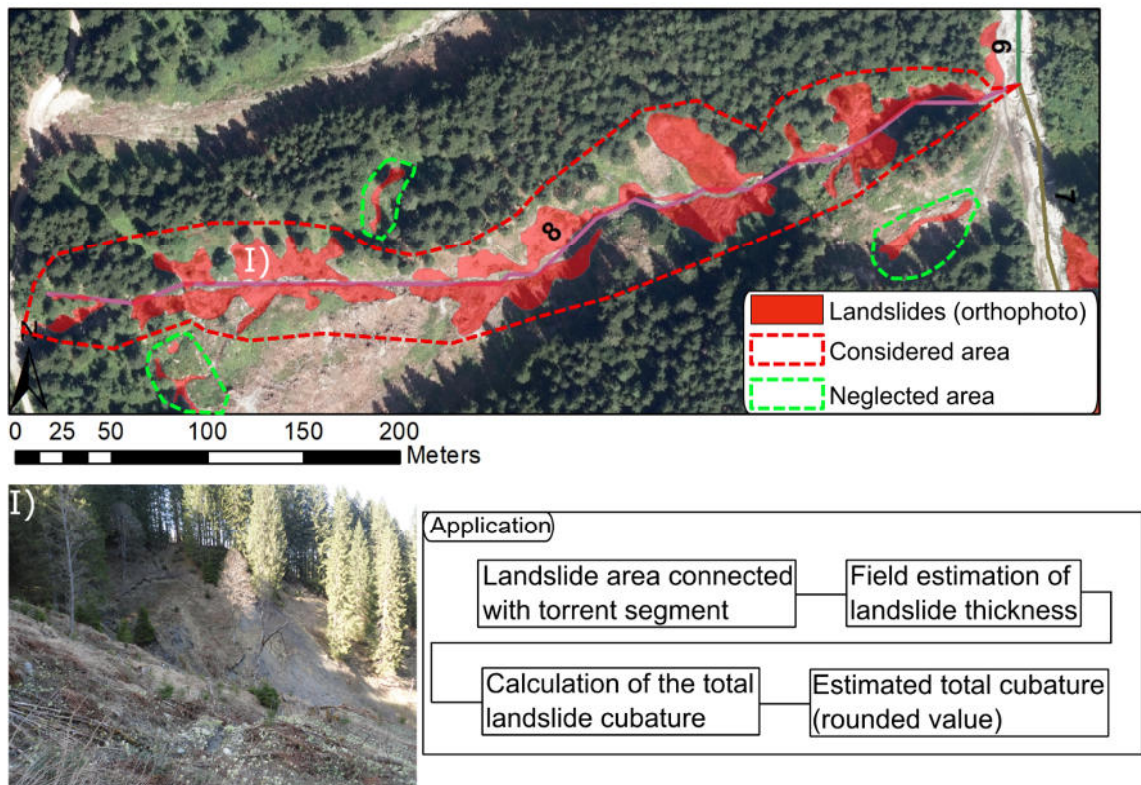 6
8
7
I)
Landslides (orthophoto)
Considered area
Neglected area
N
0 25 50 100 150 200
Meters
I)
Application
Landslide area connected
with torrent segment
Field estimation of
landslide thickness
Calculation of the total
landslide cubature
Estimated total cubature
(rounded value)